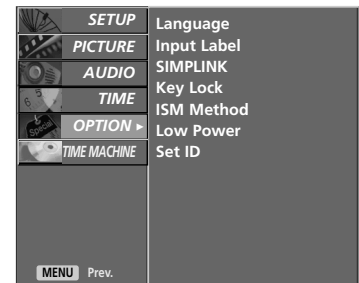 SETUP
PICTURE
AUDIO
TIME
OPTION ►
TIME MACHINE
MENU Prev.
Language
Input Label
SIMPLINK
Key Lock
ISM Method
Low Power
Set ID
Special